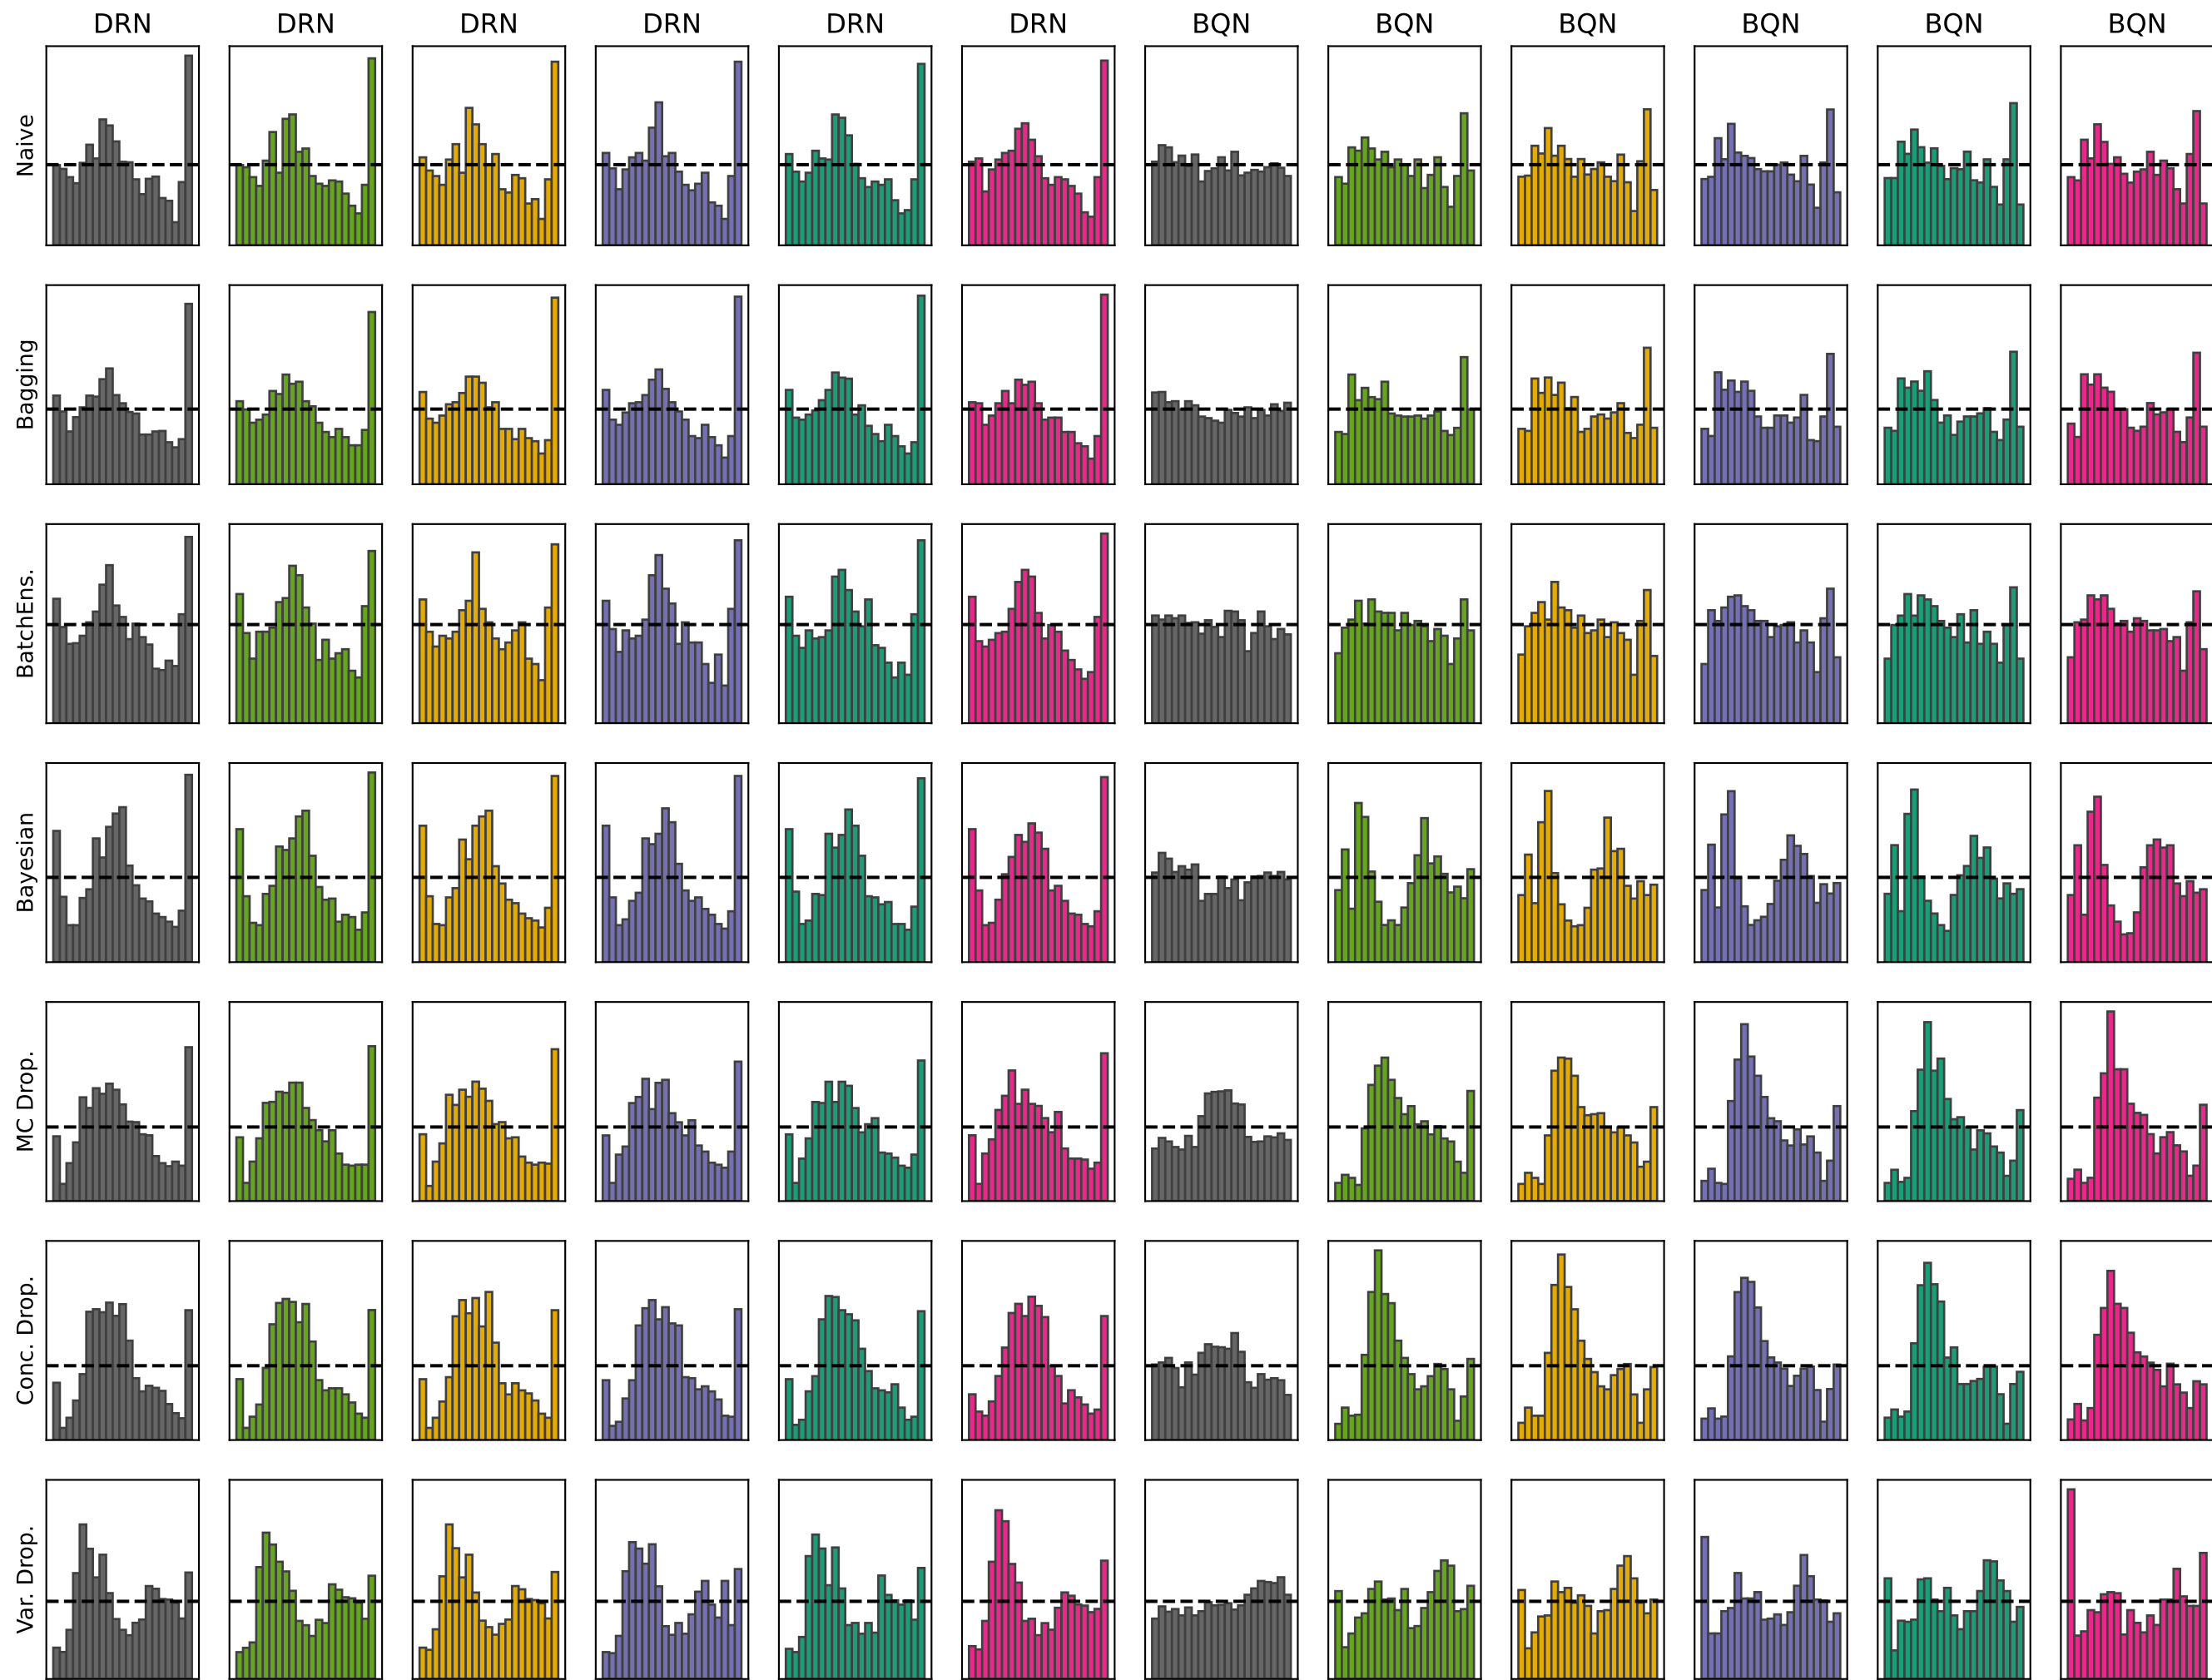 DRN DRN DRN DRN DRN DRN BQN BQN BQN BQN BQN BQN
Naive
Bagging
BatchEns.
Bayesian
MC Drop.
Conc. Drop.
Var. Drop.